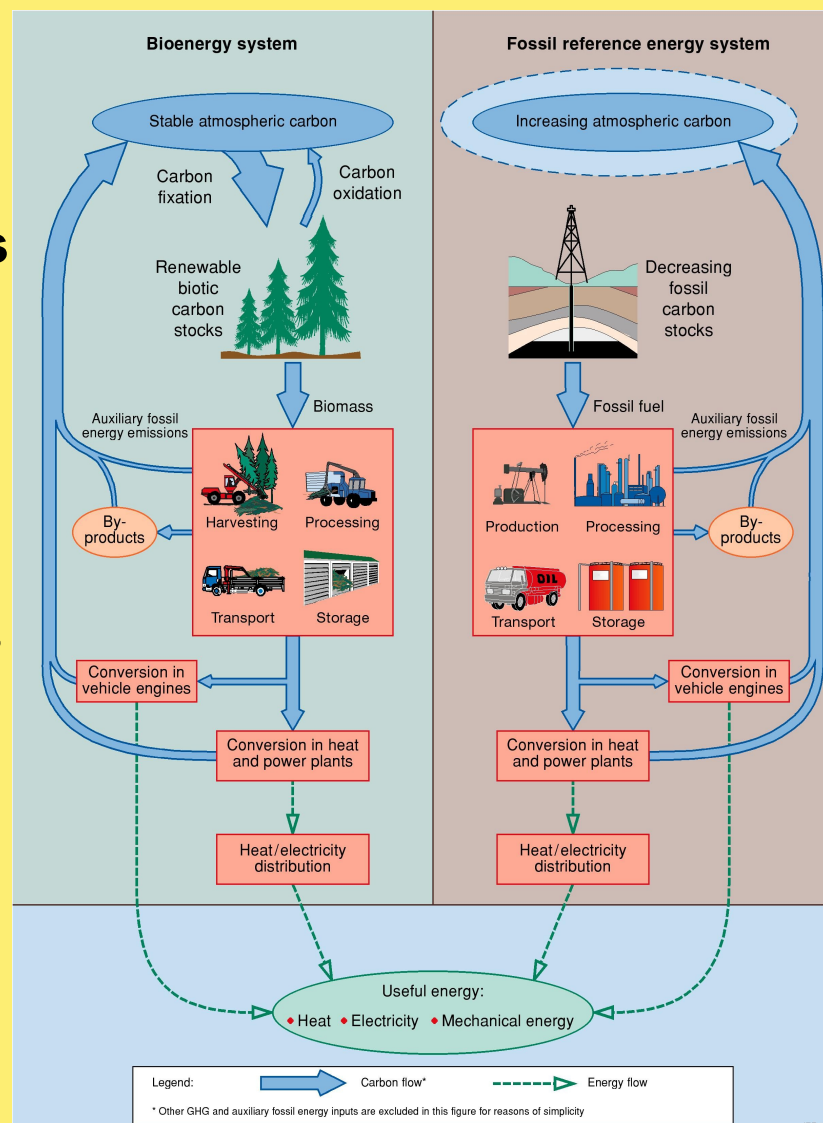 Bioenergy system
Stable atmospheric carbon
Carbon
fixation
Carbon
oxidation
Renewable
biotic
carbon
stocks
Biomass
Auxiliary fossil
energy emissions
Harvesting
Processing
By-
products
Transport
Storage
Conversion in
vehicle engines
Conversion in heat
and power plants
Heat/electricity
distribution
Fossil reference energy system
Increasing atmospheric carbon
Decreasing
fossil
carbon
stocks
Fossil fuel
Auxiliary fossil
energy emissions
Production
Processing
By-
products
OIL
Transport
Storage
Conversion in
vehicle engines
Conversion in heat
and power plants
Heat/electricity
distribution
Useful energy:
• Heat • Electricity • Mechanical energy
Legend: Carbon flow* Energy flow
* Other GHG and auxiliary fossil energy inputs are excluded in this figure for reasons of simplicity